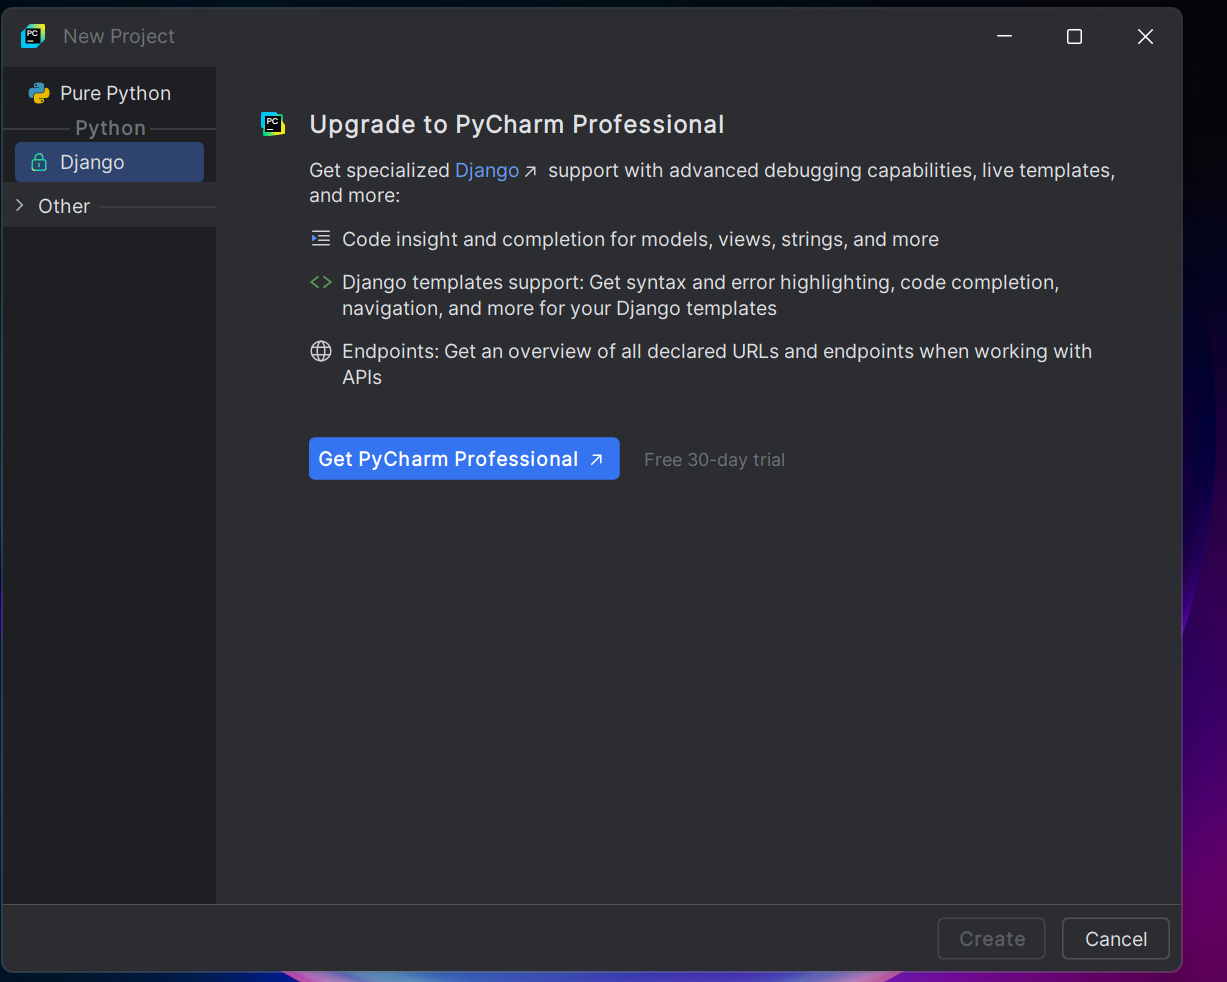 PC
New Project
Pure Python
Python
Django
Other
PC
Upgrade to PyCharm Professional
Get specialized Django↗ support with advanced debugging capabilities, live templates,
and more:
Code insight and completion for models, views, strings, and more
Django templates support: Get syntax and error highlighting, code completion,
navigation, and more for your Django templates
Endpoints: Get an overview of all declared URLs and endpoints when working with
APIs
Get PyCharm Professional ↗ Free 30-day trial
Create Cancel